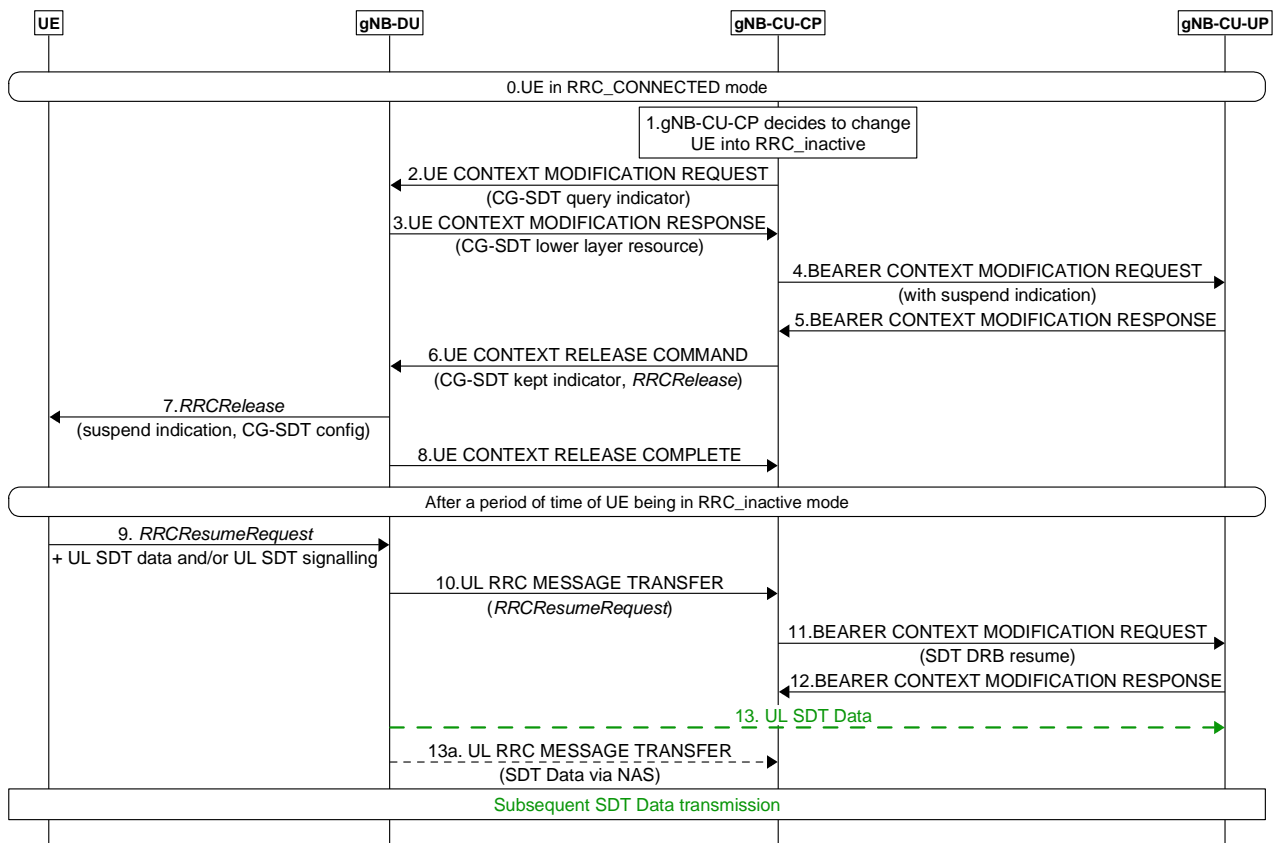 UE
gNB-DU
gNB-CU-CP
gNB-CU-UP
0.UE in RRC_CONNECTED mode
1.gNB-CU-CP decides to change
UE into RRC_inactive
2.UE CONTEXT MODIFICATION REQUEST
(CG-SDT query indicator)
3.UE CONTEXT MODIFICATION RESPONSE
(CG-SDT lower layer resource)
4.BEARER CONTEXT MODIFICATION REQUEST
(with suspend indication)
5.BEARER CONTEXT MODIFICATION RESPONSE
6.UE CONTEXT RELEASE COMMAND
(CG-SDT kept indicator, RRCRelease)
7.RRCRelease
(suspend indication, CG-SDT config)
8.UE CONTEXT RELEASE COMPLETE
After a period of time of UE being in RRC_inactive mode
9. RRCResumeRequest
+ UL SDT data and/or UL SDT signalling
10.UL RRC MESSAGE TRANSFER
(RRCResumeRequest)
11.BEARER CONTEXT MODIFICATION REQUEST
(SDT DRB resume)
12.BEARER CONTEXT MODIFICATION RESPONSE
13. UL SDT Data
13a. UL RRC MESSAGE TRANSFER
(SDT Data via NAS)
Subsequent SDT Data transmission